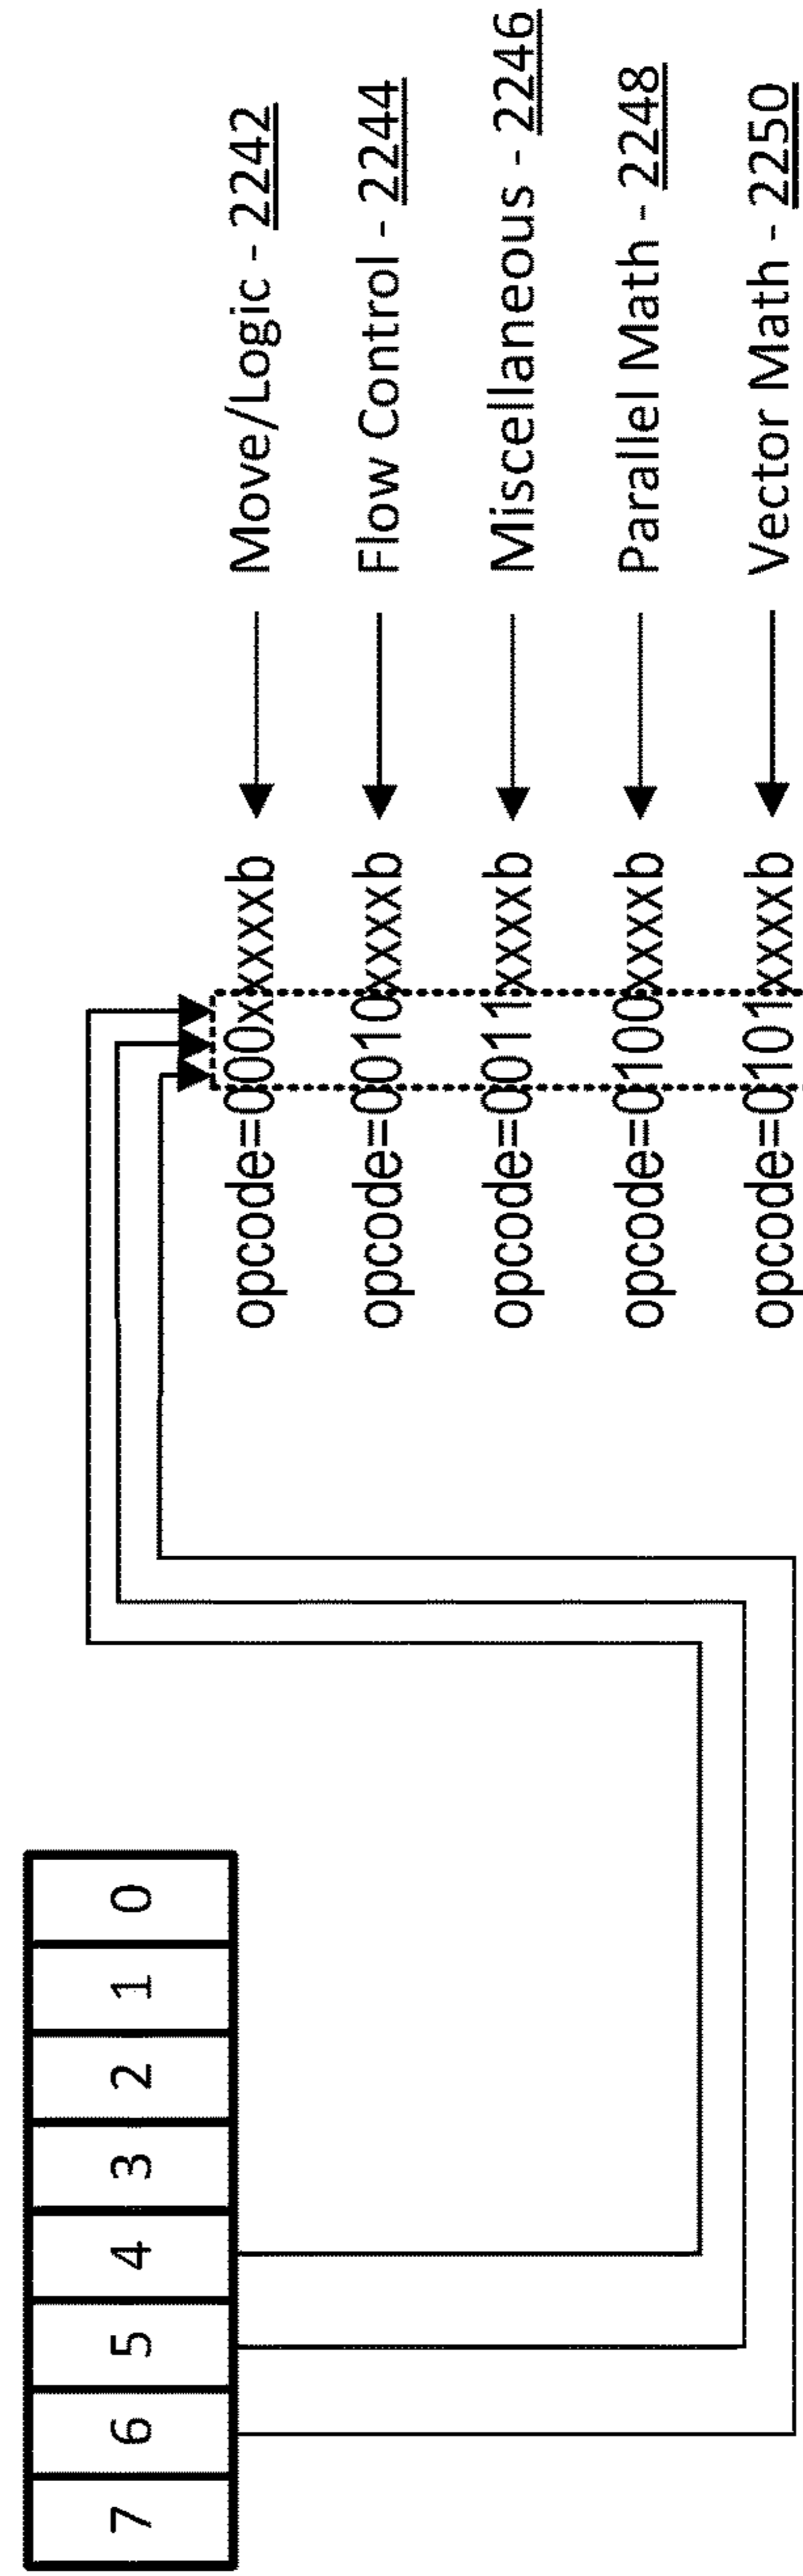 7 6 5 4 3 2 1 0
opcode=000xxxxxb Move/Logic - 2242
opcode=0010xxxxb Flow Control - 2244
opcode=0011xxxxb Miscellaneous - 2246
opcode=0100xxxxb Parallel Math - 2248
opcode=0101xxxxb Vector Math - 2250